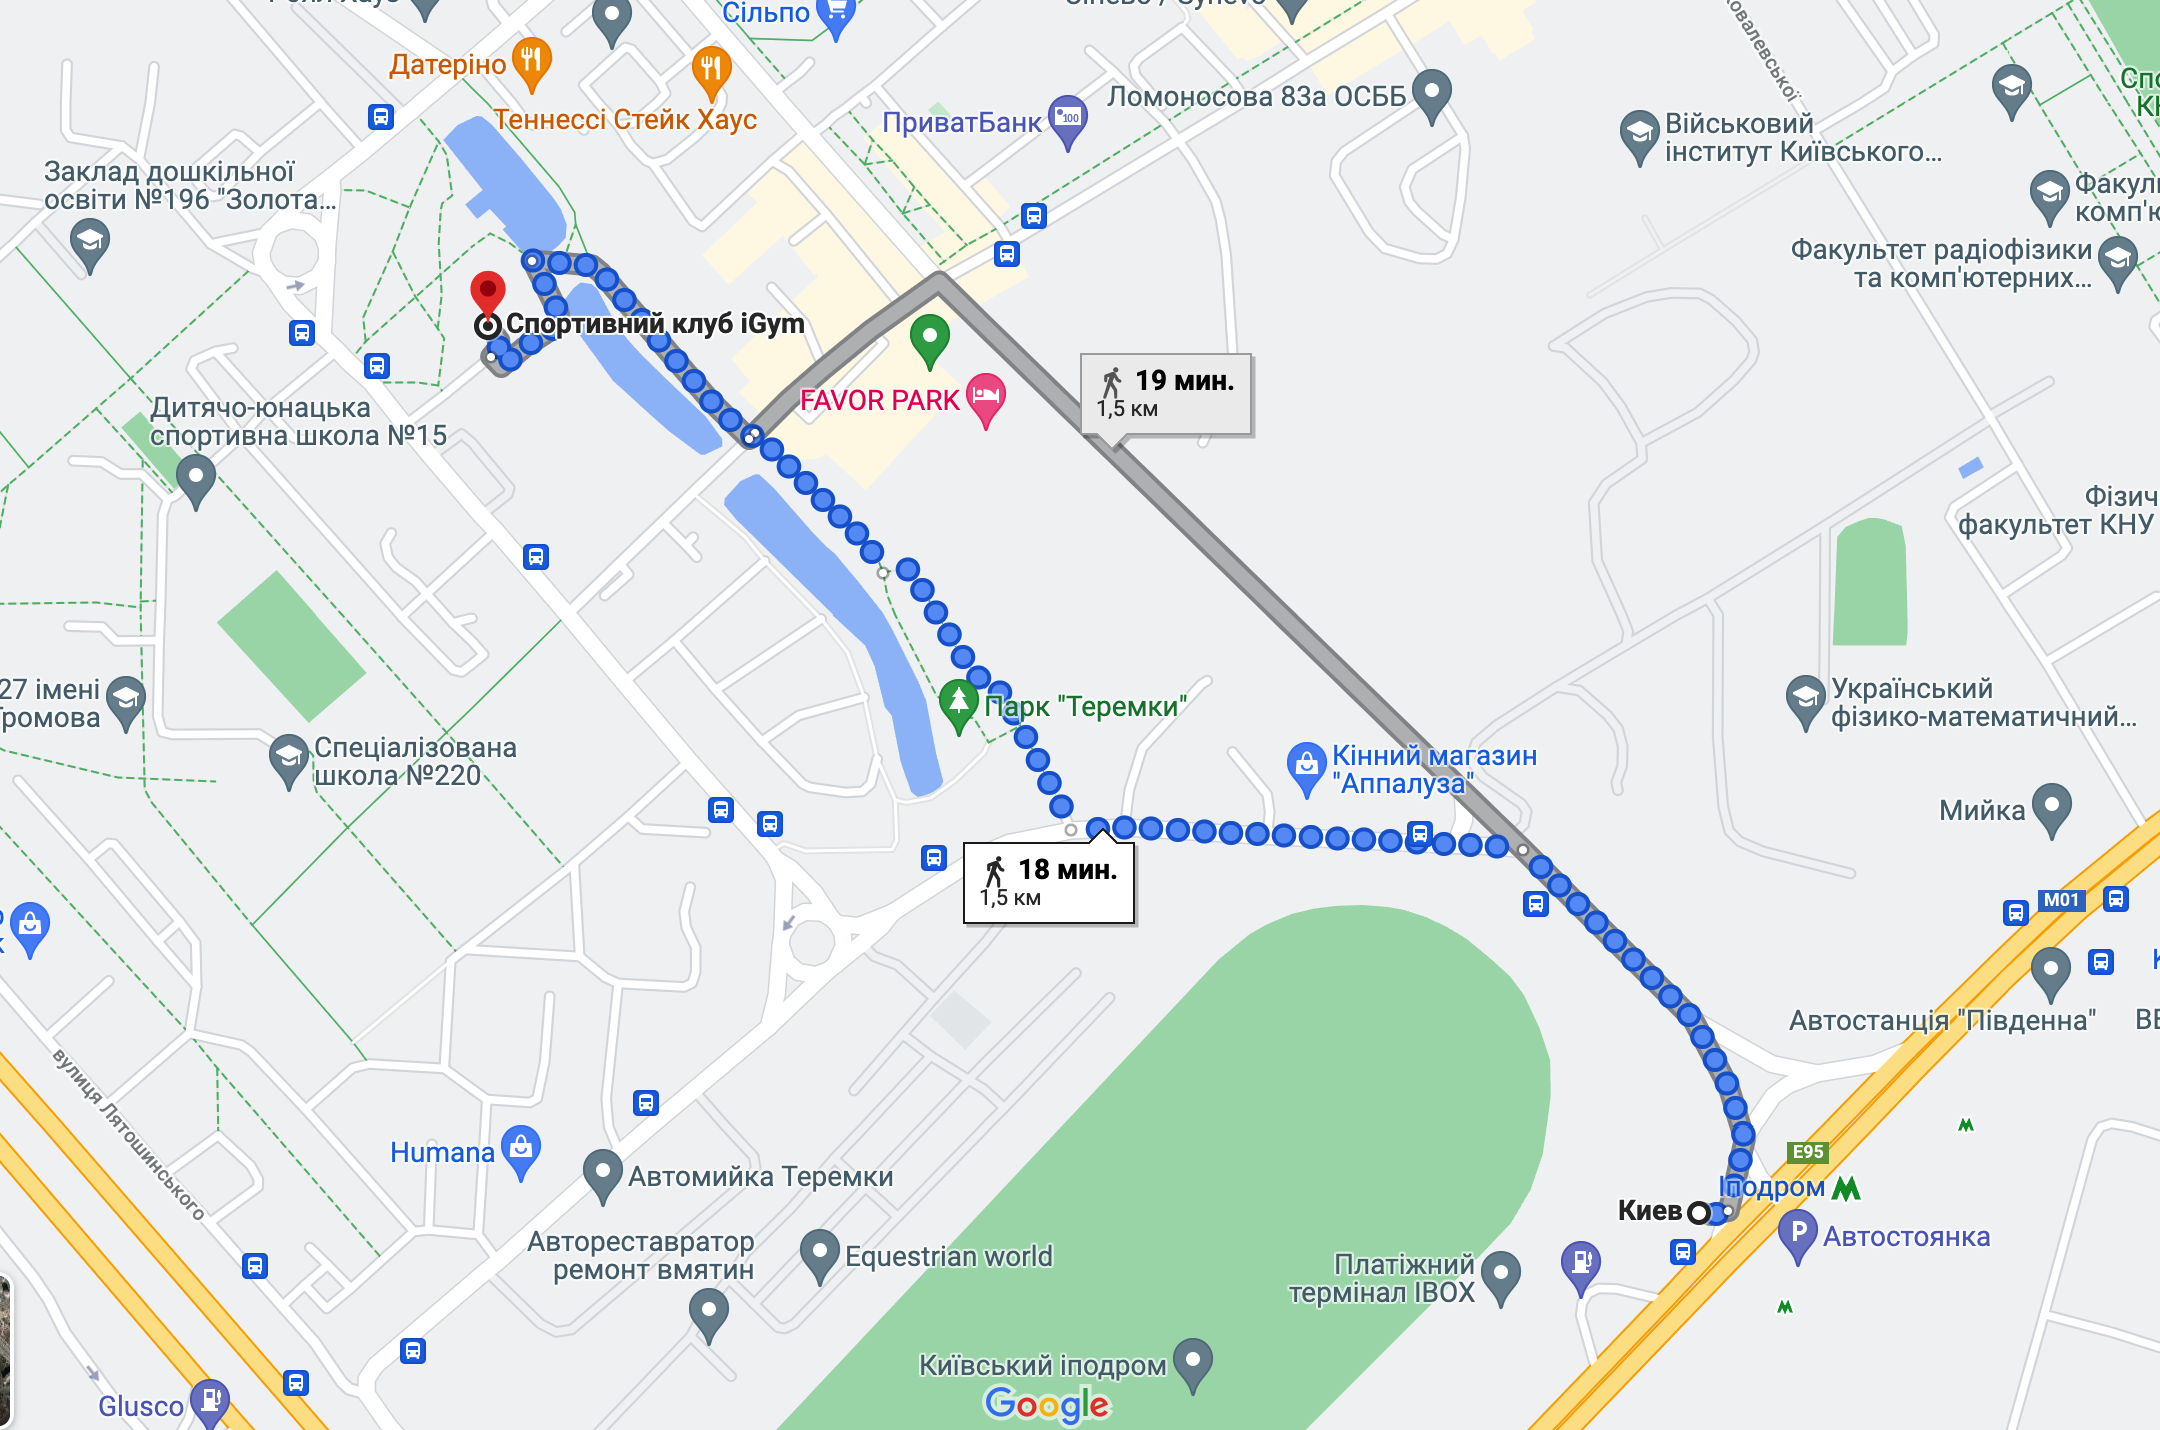 Сільпо
Датеріно
Теннессі Стейк Хаус
ПриватБанк
100
Ломоносова 83а ОСББ
Військовий
інститут Київського...
Заклад дошкільної
освіти №196 "Золота...
Факультет радіофізики
та комп'ютерних...
Спортивний клуб iGym
FAVOR PARK
19 мин.
1,5 км
Дитячо-юнацька
спортивна школа №15
факультет КНУ
27 імені
Парк "Теремки"
Український
фізико-математичний...
Спеціалізована
школа №220
Кінний магазин
"Аппалуза"
Мийка
18 мин.
1,5 км
M01
Автостанція "Південна"
вулиця Лятошинського
Humana
Автомийка Теремки
E95
Іподром
Киев
P
Автостоянка
Автореставратор
ремонт вмятин
Equestrian world
Платіжний
термінал IBOX
Київський іподром
Google
Glusco